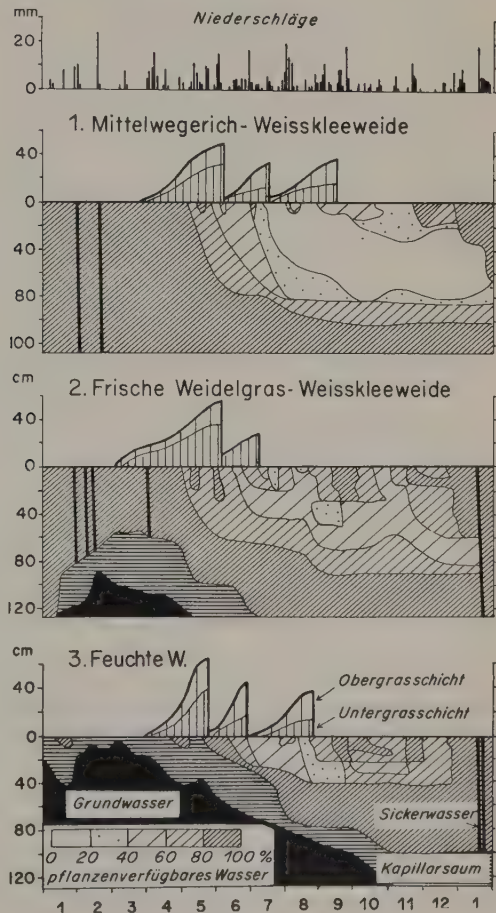 Niederschläge
mm
20
0
1. Mittelwegerich-Weisskleeweide
40
0
40
80
100
cm
2. Frische Weidelgras-Weisskleeweide
40
0
40
80
120
cm
3. Feuchte W.
40
0
40
80
120
Obergrasschicht
Untergrasschicht
Grundwasser
Sickerwasser
0 20 40 60 80 100 %
pflanzenverfügbares Wasser
Kapillarsaum
1 2 3 4 5 6 7 8 9 10 11 12 1